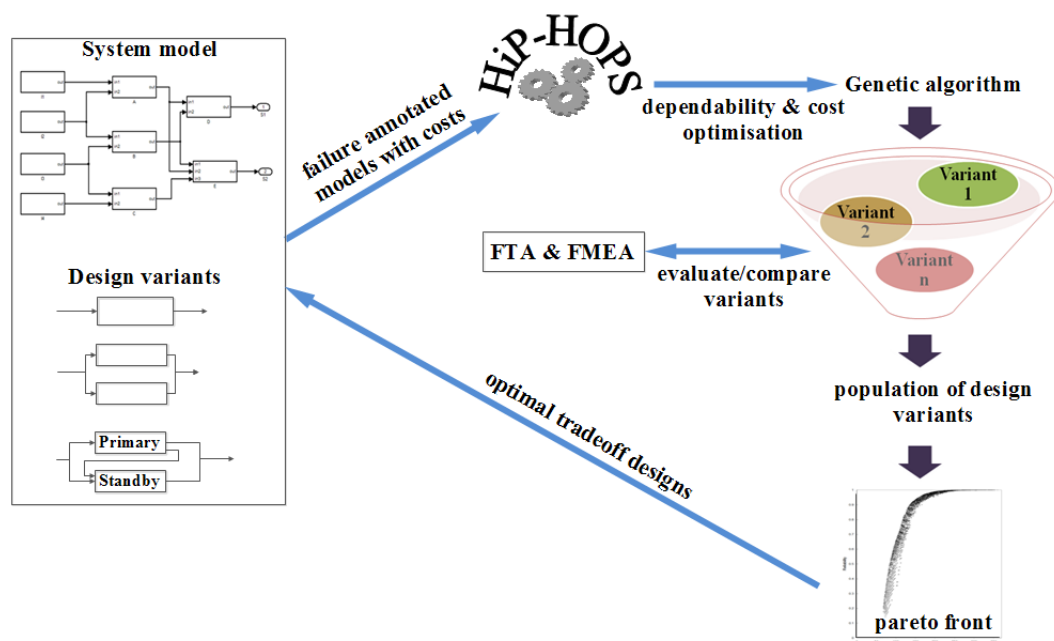 System model
HiP-HOPS
Genetic algorithm
failure annotated
models with costs
dependability & cost
optimisation
Variant
1
Variant
2
Variant
n
FTA & FMEA
evaluate/compare
variants
Design variants
Primary
Standby
optimal tradeoff designs
population of design
variants
pareto front